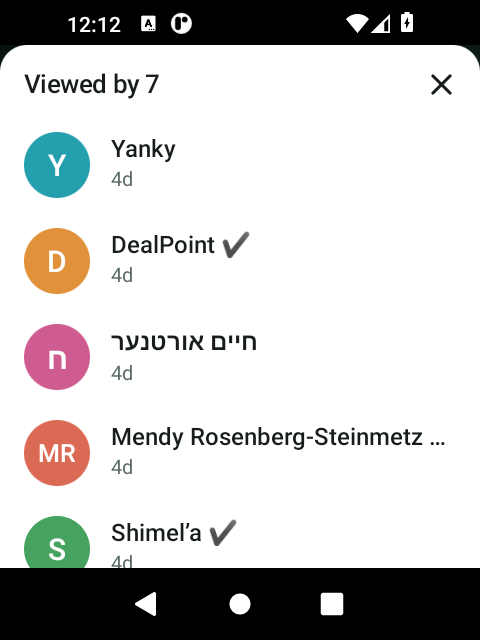 12:12
Viewed by 7
Y
Yanky
4d
D
DealPoint ✔
4d
ח
חיים אורטנער
4d
MR
Mendy Rosenberg-Steinmetz ...
4d
S
Shimel’a ✔
4d